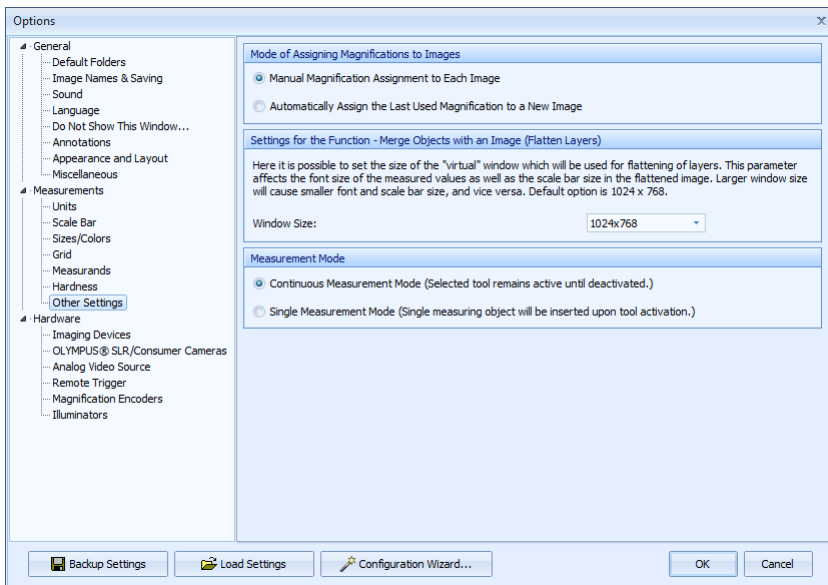 Options
x
General
Default Folders
Image Names & Saving
Sound
Language
Do Not Show This Window...
Annotations
Appearance and Layout
Miscellaneous
Measurements
Units
Scale Bar
Sizes/Colors
Grid
Measurands
Hardness
Other Settings
Hardware
Imaging Devices
OLYMPUS® SLR/Consumer Cameras
Analog Video Source
Remote Trigger
Magnification Encoders
Illuminators
Mode of Assigning Magnifications to Images
Manual Magnification Assignment to Each Image
Automatically Assign the Last Used Magnification to a New Image
Settings for the Function - Merge Objects with an Image (Flatten Layers)
Here it is possible to set the size of the "virtual" window which will be used for flattening of layers. This parameter
affects the font size of the measured values as well as the scale bar size in the flattened image. Larger window size
will cause smaller font and scale bar size, and vice versa. Default option is 1024 x 768.
Window Size:
1024x768
Measurement Mode
Continuous Measurement Mode (Selected tool remains active until deactivated.)
Single Measurement Mode (Single measuring object will be inserted upon tool activation.)
Backup Settings
Load Settings
Configuration Wizard...
OK
Cancel